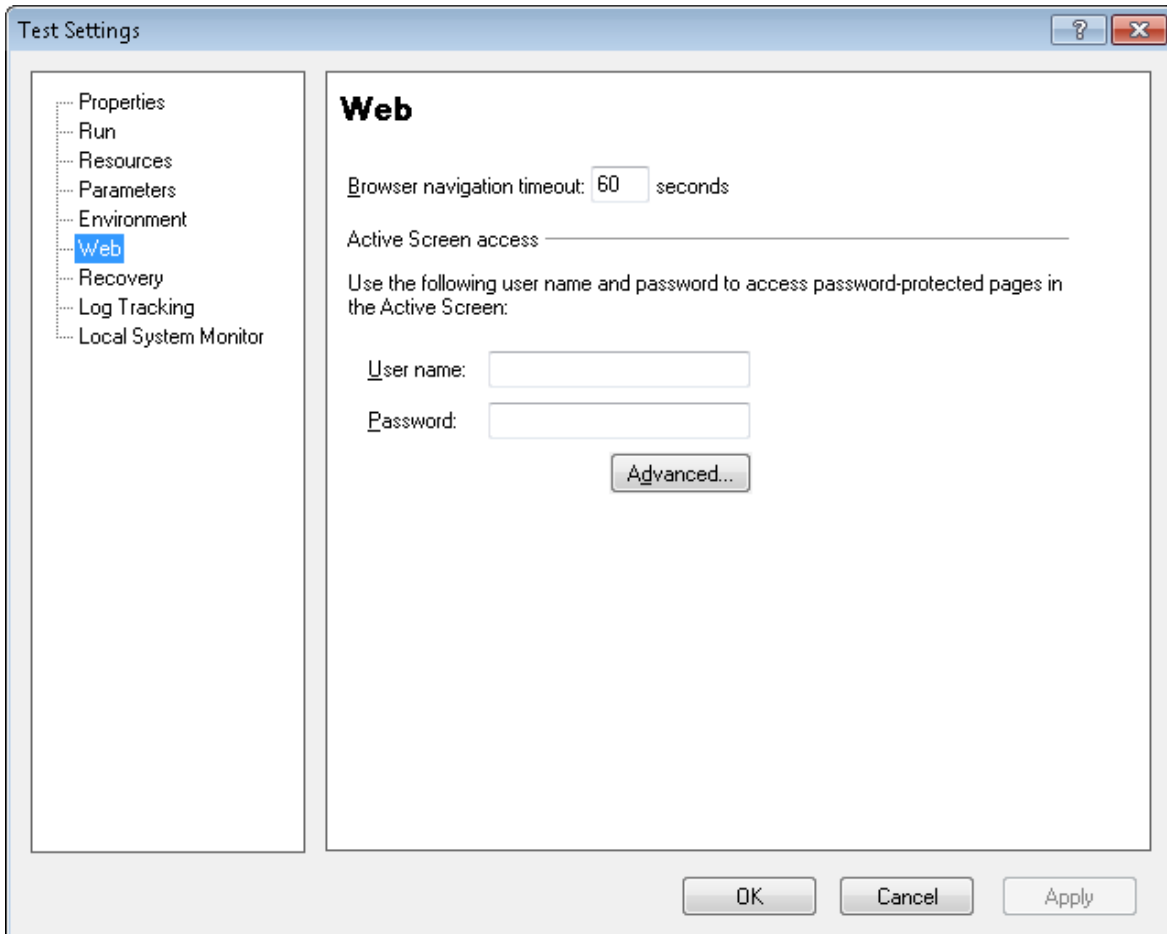 Test Settings
?
Properties
Run
Resources
Parameters
Environment
Web
Recovery
Log Tracking
Local System Monitor
Web
Browser navigation timeout: 60 seconds
Active Screen access
Use the following user name and password to access password-protected pages in
the Active Screen:
User name:
Password:
Advanced...
OK Cancel Apply